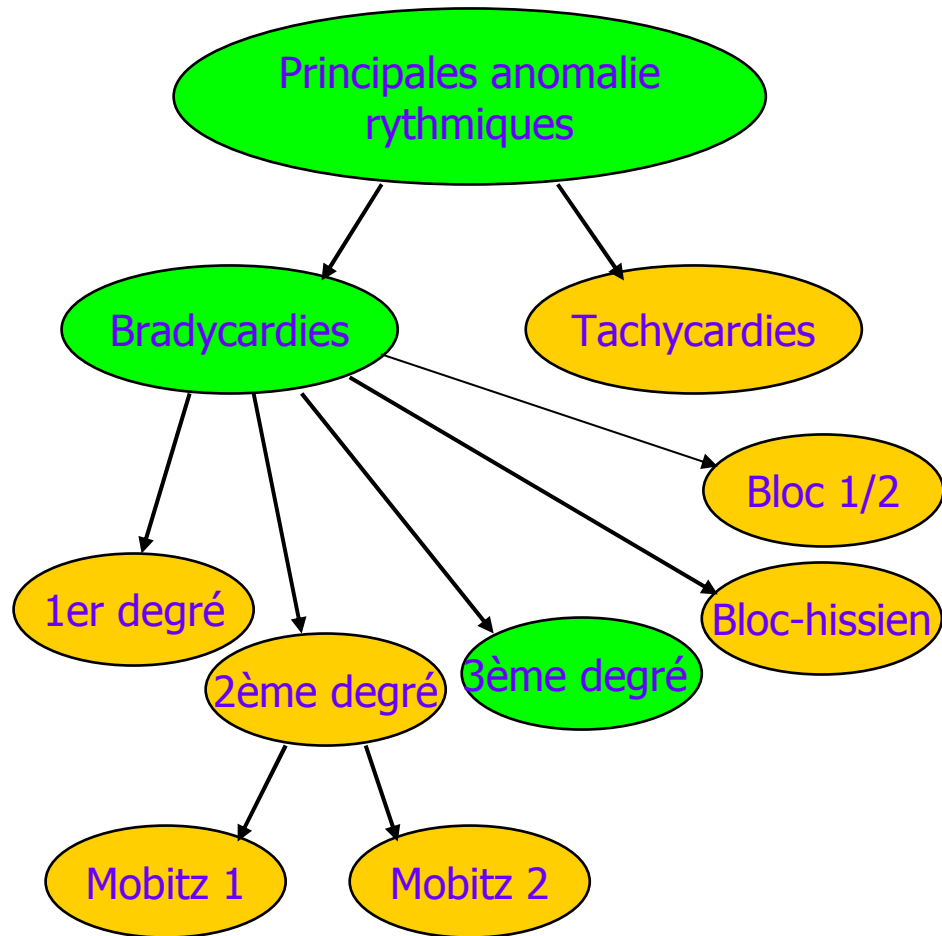 Principales anomalie
rythmiques
Bradycardies
Tachycardies
Bloc 1/2
1er degré
Bloc-hissien
2ème degré
3ème degré
Mobitz 1
Mobitz 2